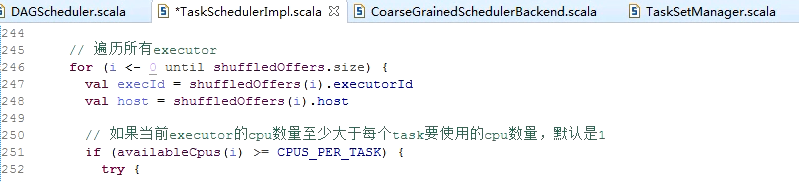 DAGScheduler.scala *TaskSchedulerImpl.scala CoarseGrainedSchedulerBackend.scala TaskSetManager.scala
244
245 // 遍历所有executor
246 for (i <- 0 until shuffledOffers.size) {
247 val execId = shuffledOffers(i).executorId
248 val host = shuffledOffers(i).host
249
250 // 如果当前executor的cpu数量至少大于每个task要使用的cpu数量，默认是1
251 if (availableCpus(i) >= CPUS_PER_TASK) {
252 try {